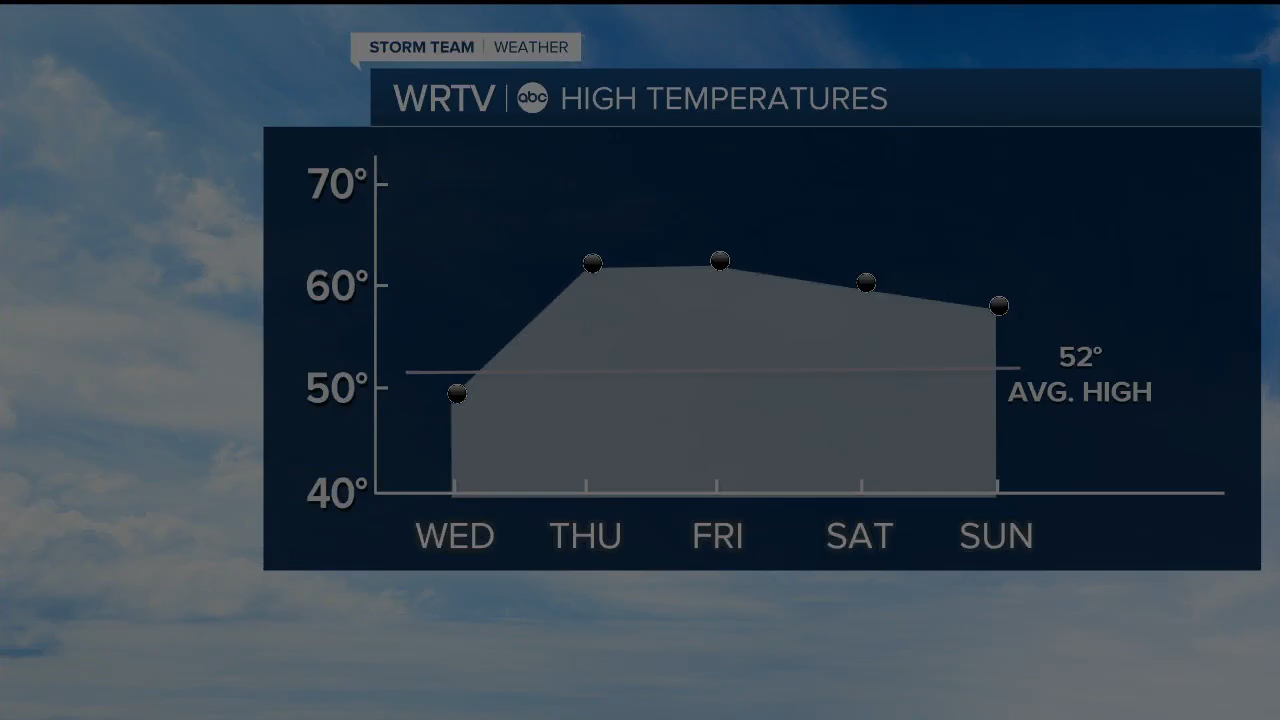 STORM TEAM | WEATHER
WRTV | abc HIGH TEMPERATURES
70°
60°
50°
40°
52°
AVG. HIGH
WED THU FRI SAT SUN